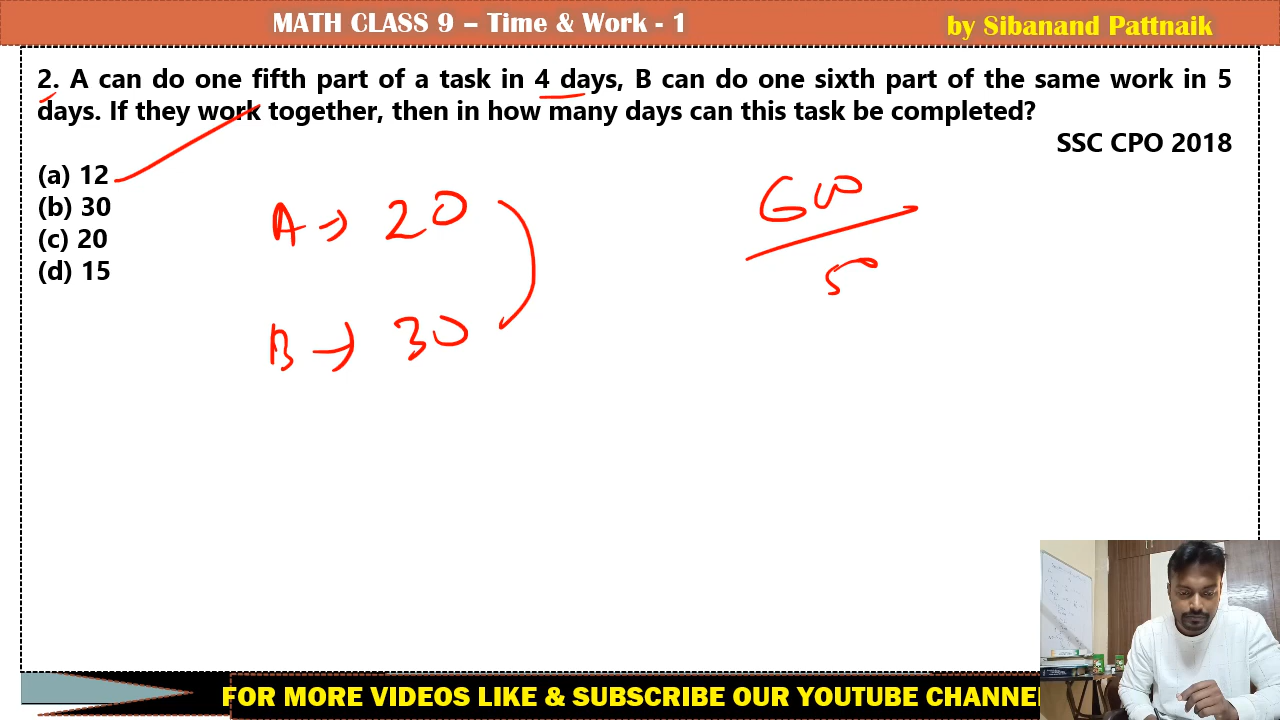 MATH CLASS 9 – Time & Work - 1
by Sibanand Pattnaik
2. A can do one fifth part of a task in 4 days, B can do one sixth part of the same work in 5
days. If they work together, then in how many days can this task be completed?
SSC CPO 2018
(a) 12
(b) 30
(c) 20
(d) 15
A → 20
B → 30
600
50
FOR MORE VIDEOS LIKE & SUBSCRIBE OUR YOUTUBE CHANNE